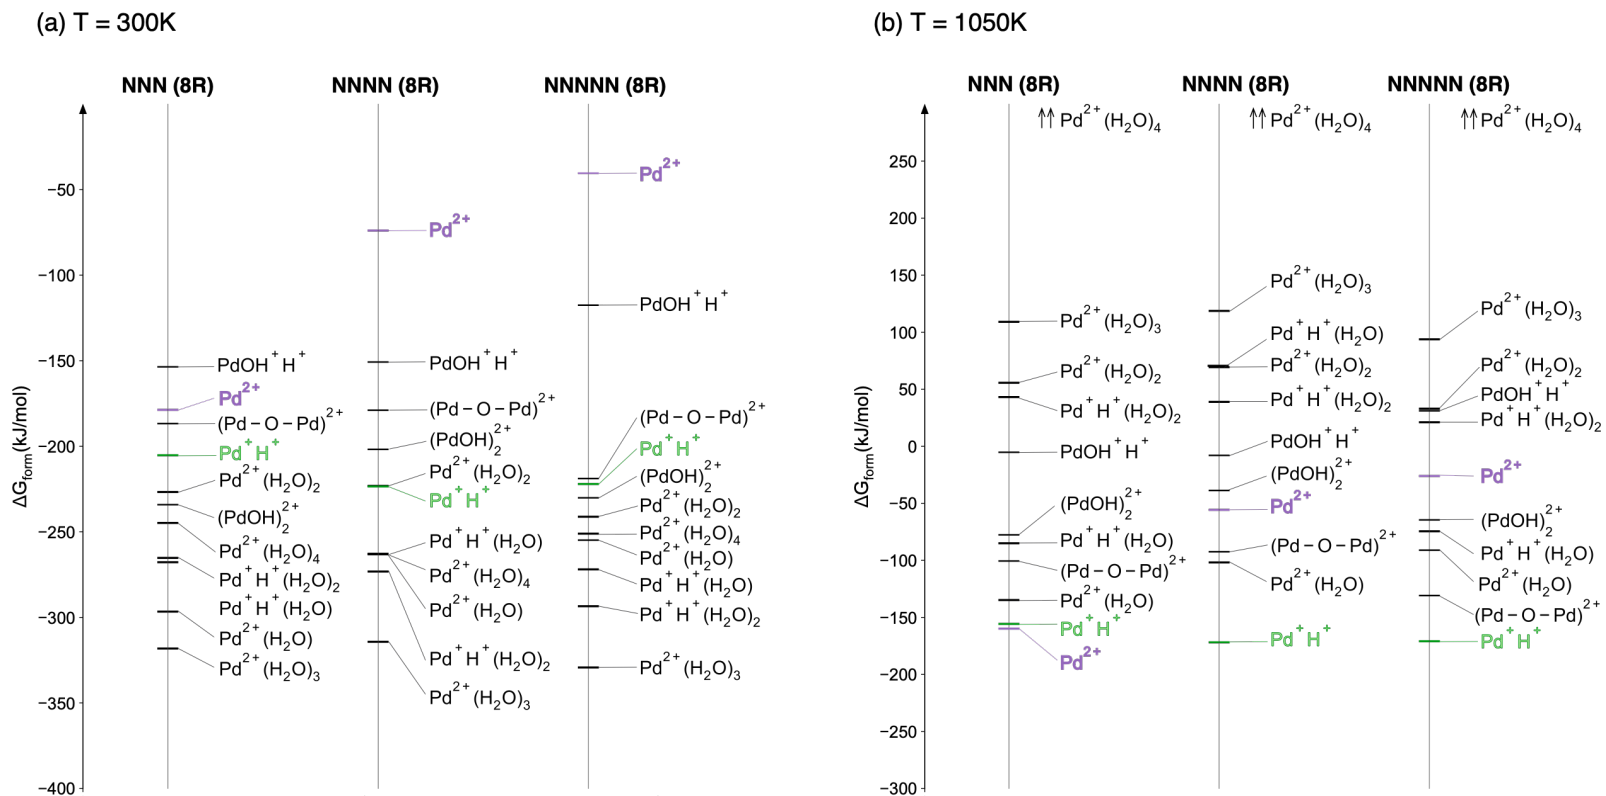 (a) T = 300K
NNN (8R)
NNNN (8R)
NNNNN (8R)
ΔG_form(kJ/mol)
−50
−100
−150
−200
−250
−300
−350
−400
PdOH⁺H⁺
Pd²⁺
(Pd−O−Pd)²⁺
Pd⁺H⁺
Pd²⁺(H₂O)₂
(PdOH)₂²⁺
Pd²⁺(H₂O)₄
Pd⁺H⁺(H₂O)₂
Pd⁺H⁺(H₂O)
Pd²⁺(H₂O)
Pd²⁺(H₂O)₃
Pd²⁺
PdOH⁺H⁺
(Pd−O−Pd)²⁺
(PdOH)₂²⁺
Pd²⁺(H₂O)₂
Pd⁺H⁺
Pd⁺H⁺(H₂O)
Pd²⁺(H₂O)₄
Pd²⁺(H₂O)
Pd⁺H⁺(H₂O)₂
Pd²⁺(H₂O)₃
Pd²⁺
PdOH⁺H⁺
(Pd−O−Pd)²⁺
Pd⁺H⁺
(PdOH)₂²⁺
Pd²⁺(H₂O)₂
Pd²⁺(H₂O)₄
Pd²⁺(H₂O)
Pd⁺H⁺(H₂O)
Pd⁺H⁺(H₂O)₂
Pd²⁺(H₂O)₃
(b) T = 1050K
NNN (8R)
NNNN (8R)
NNNNN (8R)
ΔG_form(kJ/mol)
250
200
150
100
50
0
−50
−100
−150
−200
−250
−300
↑↑Pd²⁺(H₂O)₄
Pd²⁺(H₂O)₃
Pd²⁺(H₂O)₂
Pd⁺H⁺(H₂O)₂
PdOH⁺H⁺
(PdOH)₂²⁺
Pd⁺H⁺(H₂O)
(Pd−O−Pd)²⁺
Pd²⁺(H₂O)
Pd⁺H⁺
Pd²⁺
↑↑Pd²⁺(H₂O)₄
Pd²⁺(H₂O)₃
Pd⁺H⁺(H₂O)
Pd²⁺(H₂O)₂
Pd⁺H⁺(H₂O)₂
PdOH⁺H⁺
(PdOH)₂²⁺
Pd²⁺
(Pd−O−Pd)²⁺
Pd²⁺(H₂O)
Pd⁺H⁺
↑↑Pd²⁺(H₂O)₄
Pd²⁺(H₂O)₃
Pd²⁺(H₂O)₂
PdOH⁺H⁺
Pd⁺H⁺(H₂O)₂
Pd²⁺
(PdOH)₂²⁺
Pd⁺H⁺(H₂O)
Pd²⁺(H₂O)
(Pd−O−Pd)²⁺
Pd⁺H⁺